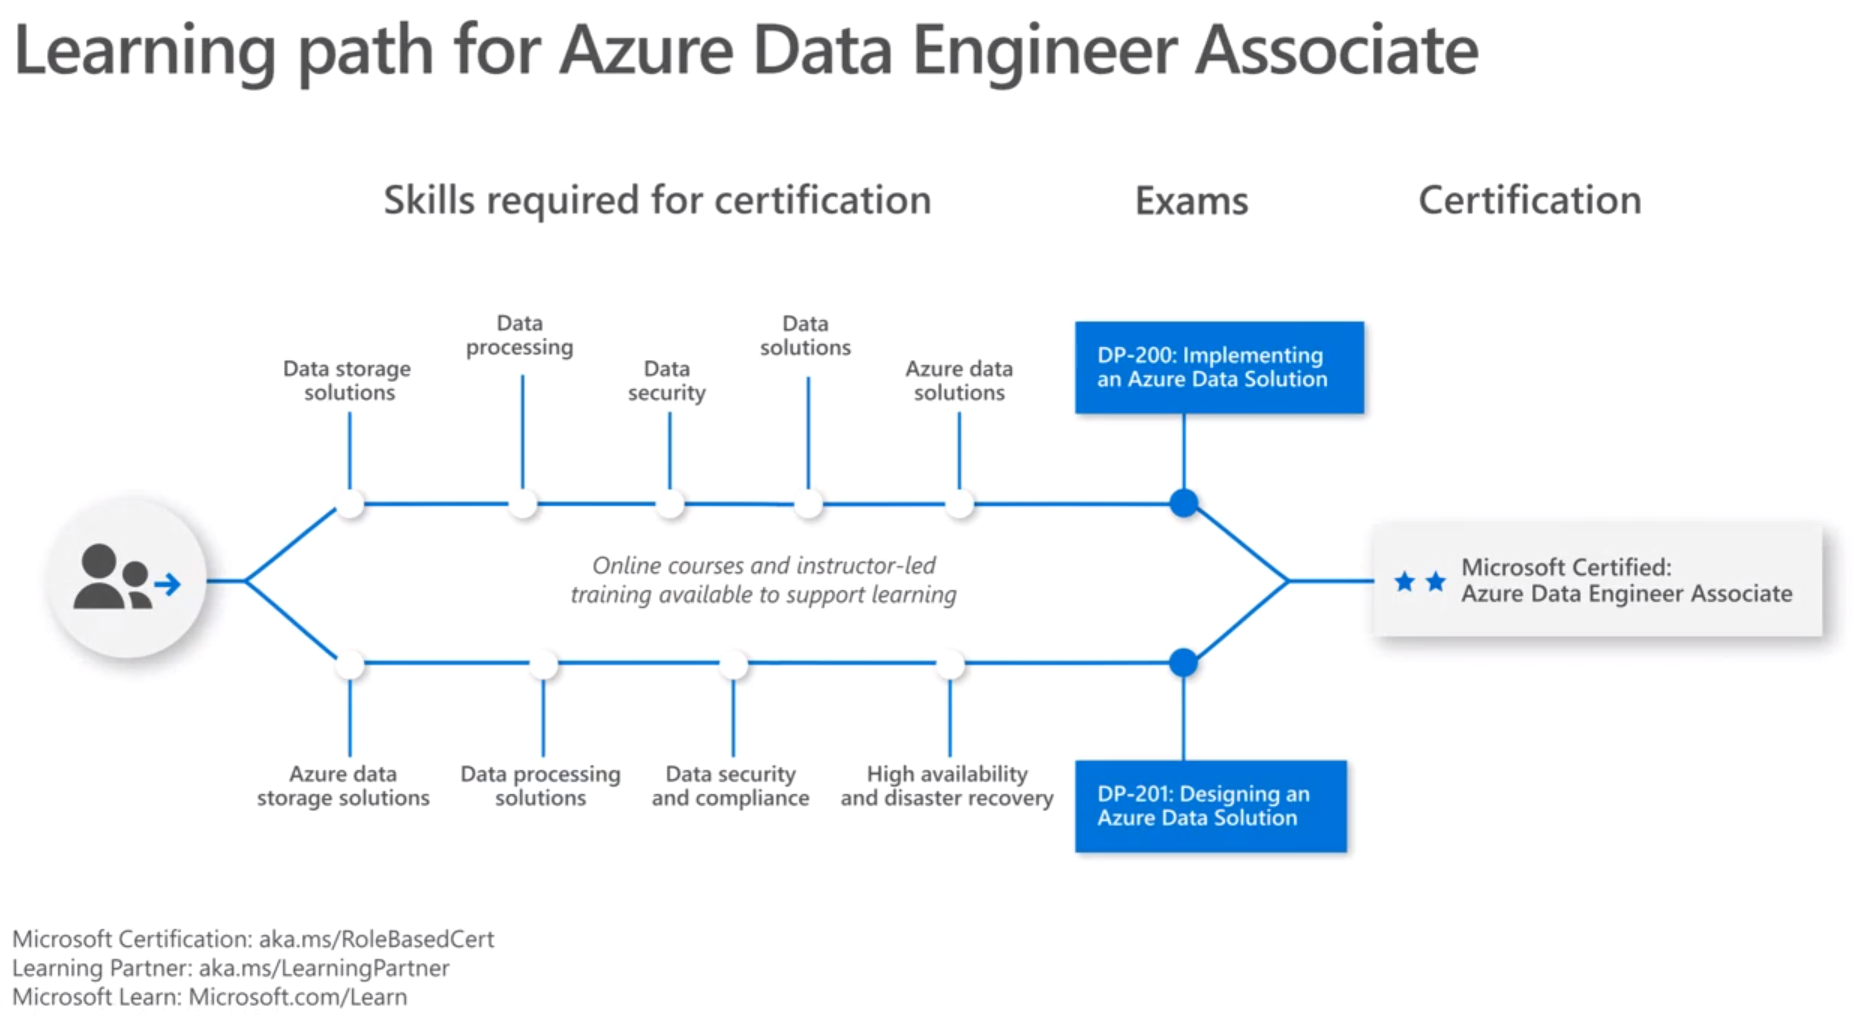 Learning path for Azure Data Engineer Associate
Skills required for certification
Exams
Certification
Data storage
solutions
Data
processing
Data
security
Data
solutions
Azure data
solutions
DP-200: Implementing
an Azure Data Solution
Online courses and instructor-led
training available to support learning
Microsoft Certified:
Azure Data Engineer Associate
Azure data
storage solutions
Data processing
solutions
Data security
and compliance
High availability
and disaster recovery
DP-201: Designing an
Azure Data Solution
Microsoft Certification: aka.ms/RoleBasedCert
Learning Partner: aka.ms/LearningPartner
Microsoft Learn: Microsoft.com/Learn